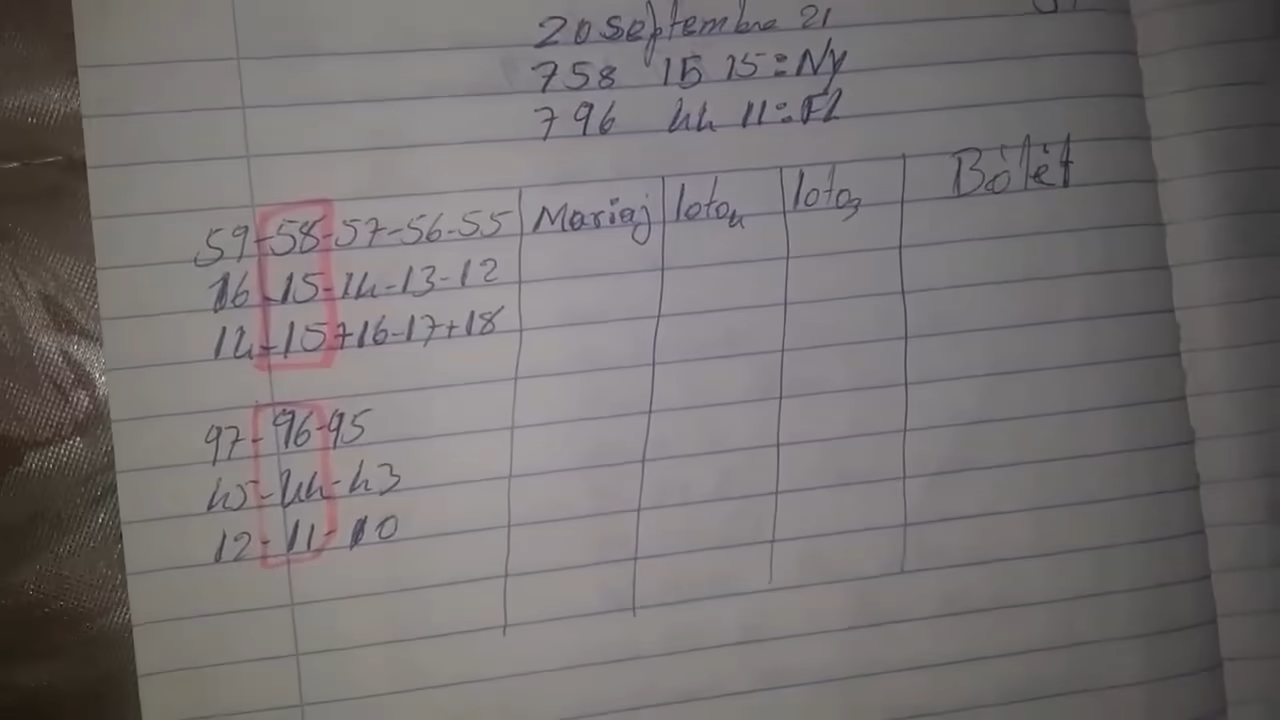 20 Septembre 21
758 15 15 = Ny
796 44 11 = Fl
59-58-57-56-55 Mariaj loto4 loto3 Bòlèt
16-15-14-13-12
14-15+16-17+18
97-96-95
45-44-43
12-11-10